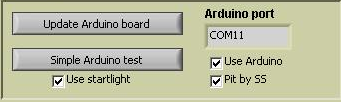 Update Arduino board
Arduino port
COM11
Simple Arduino test
Use Arduino
Use startlight
Pit by SS